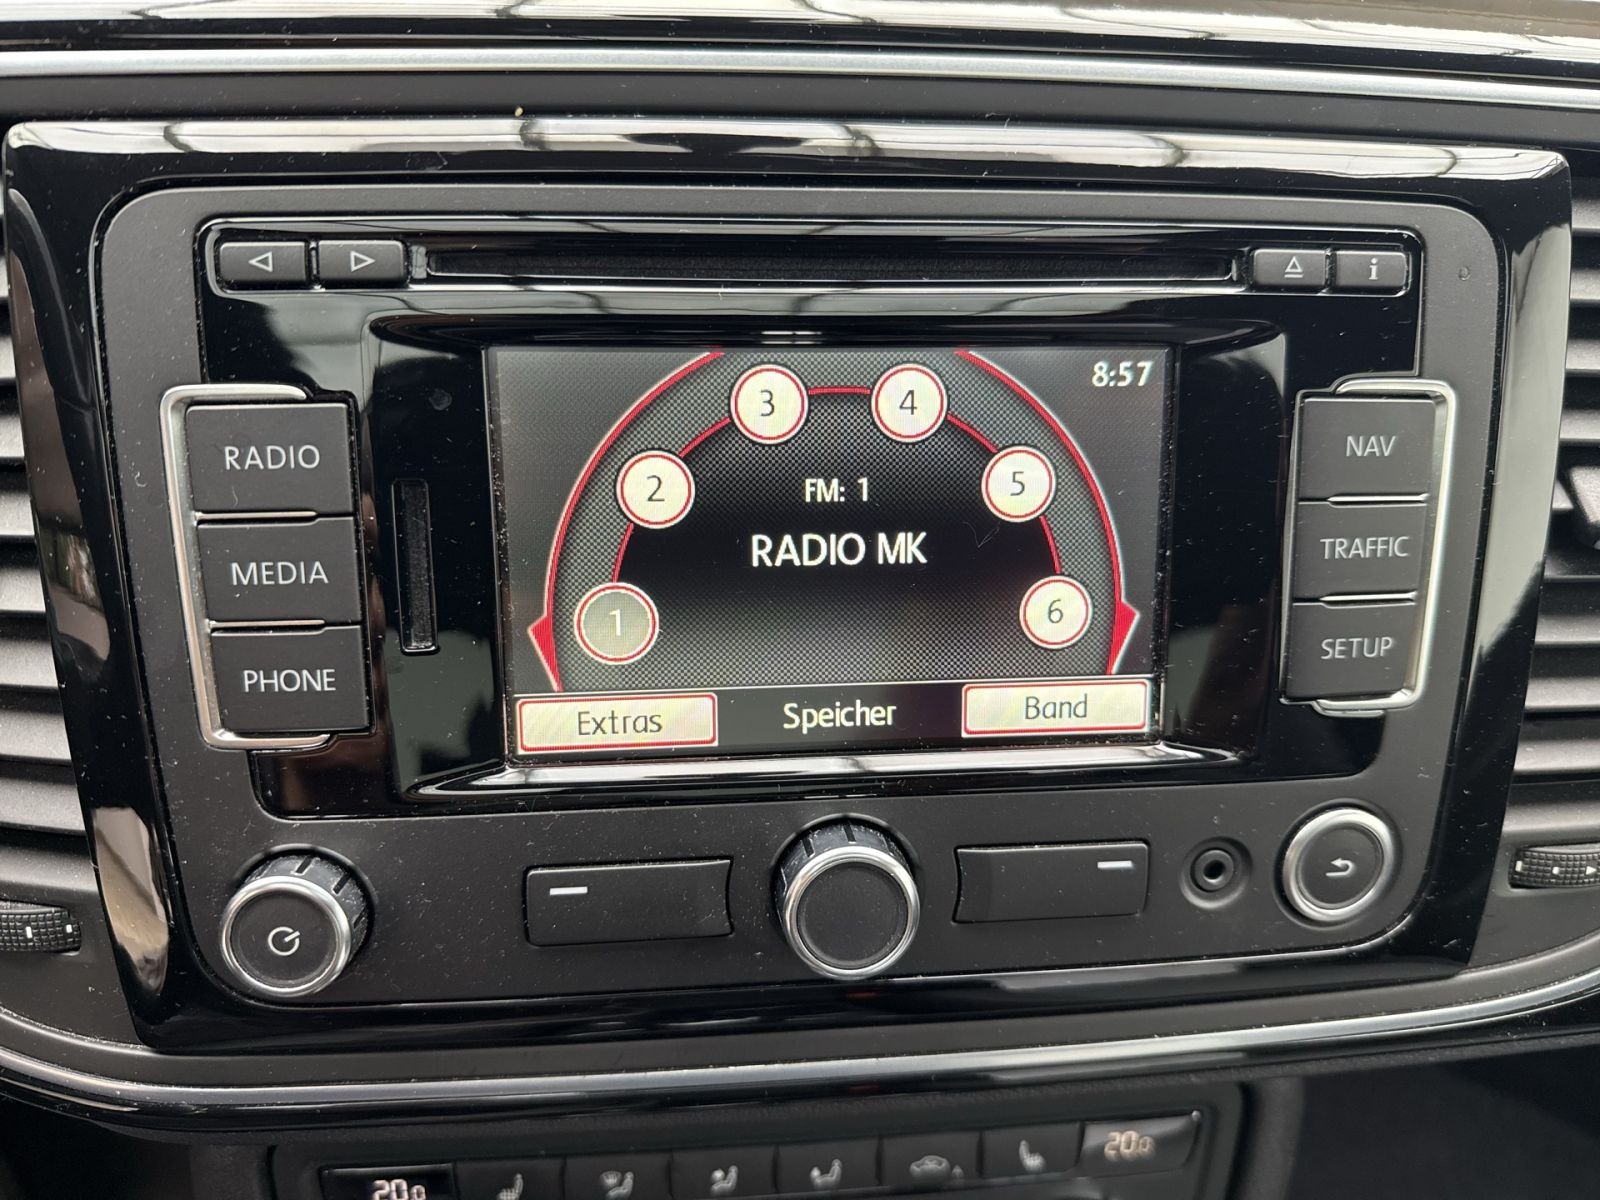 i
8:57
3
4
2
5
FM: 1
RADIO MK
1
6
Extras
Speicher
Band
RADIO
MEDIA
PHONE
NAV
TRAFFIC
SETUP
20.0
20.0